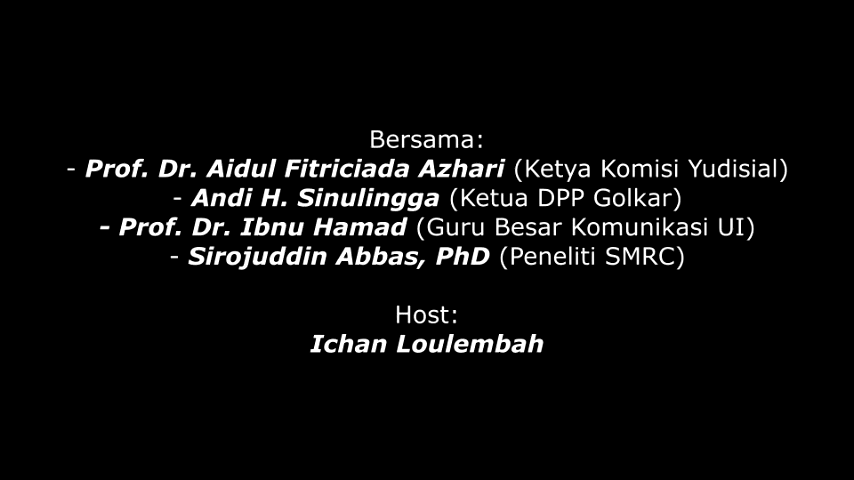 Bersama:
- Prof. Dr. Aidul Fitriciada Azhari (Ketya Komisi Yudisial)
- Andi H. Sinulingga (Ketua DPP Golkar)
- Prof. Dr. Ibnu Hamad (Guru Besar Komunikasi UI)
- Sirojuddin Abbas, PhD (Peneliti SMRC)
Host:
Ichan Loulembah